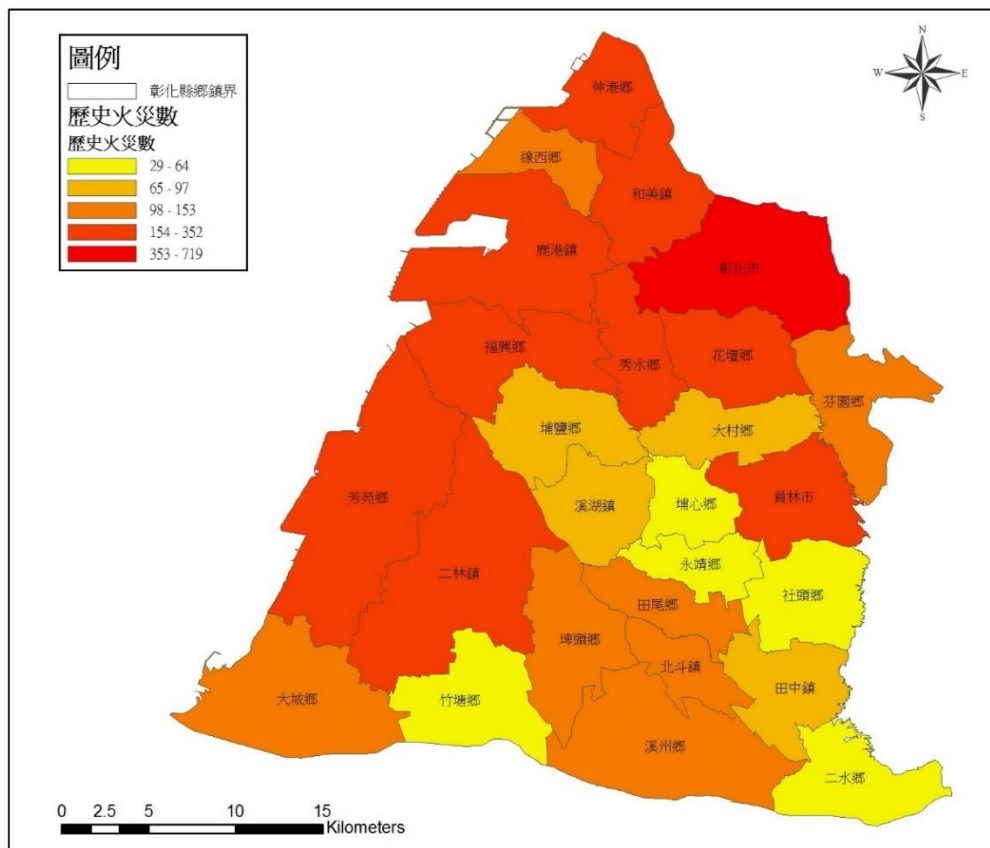 圖例
彰化縣鄉鎮界
歷史火災數
歷史火災數
29 - 64
65 - 97
98 - 153
154 - 352
353 - 719
N
W
E
S
伸港鄉
線西鄉
和美鎮
鹿港鎮
彰化市
福興鄉
秀水鄉
花壇鄉
芬園鄉
埔鹽鄉
大村鄉
芳苑鄉
溪湖鎮
埔心鄉
員林市
二林鎮
永靖鄉
社頭鄉
田尾鄉
埤頭鄉
北斗鎮
田中鎮
大城鄉
竹塘鄉
溪州鄉
二水鄉
0 2.5 5 10 15
Kilometers